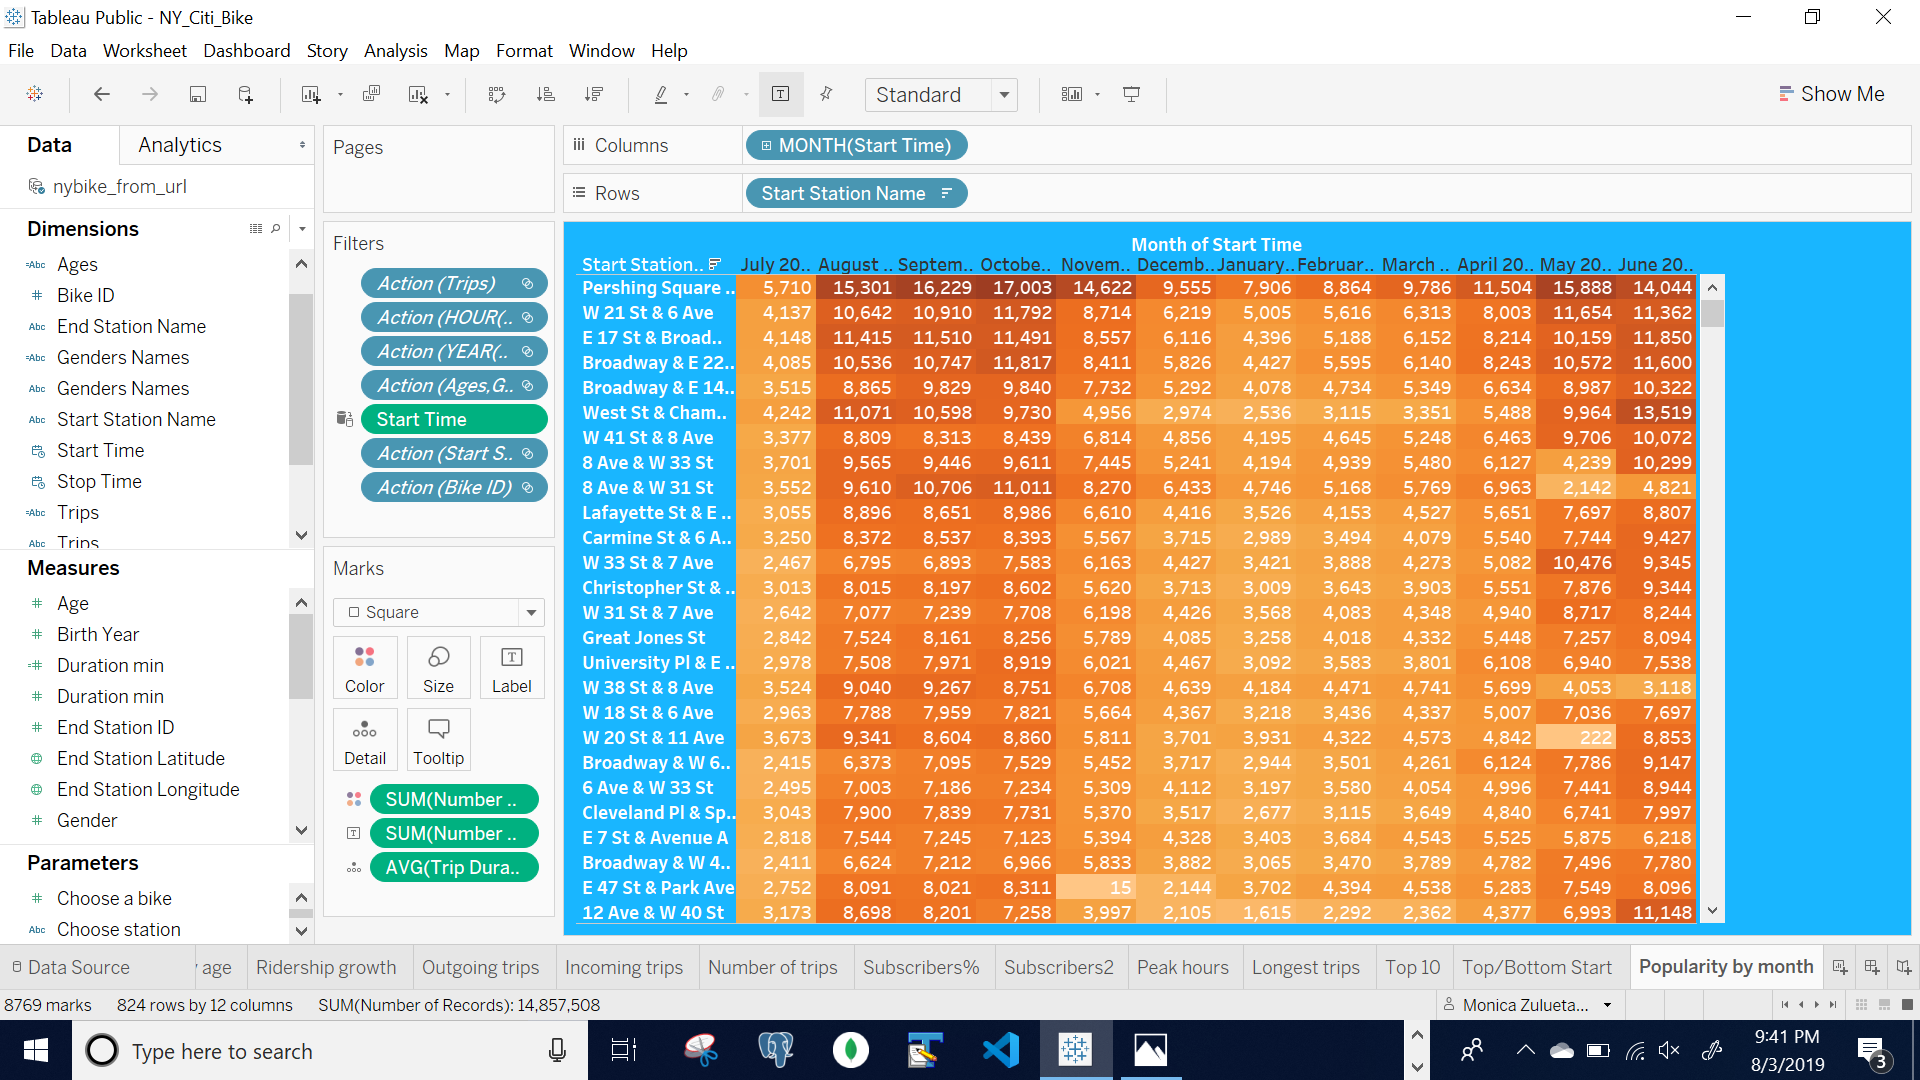 Tableau Public - NY_Citi_Bike
File Data Worksheet Dashboard Story Analysis Map Format Window Help
Standard
Show Me
Data Analytics
nybike_from_url
Dimensions
Abc Ages
Bike ID
Abc End Station Name
Abc Genders Names
Abc Genders Names
Abc Start Station Name
Start Time
Stop Time
Abc Trips
Abc Trips
Measures
Age
Birth Year
Duration min
Duration min
End Station ID
End Station Latitude
End Station Longitude
Gender
Parameters
Choose a bike
Abc Choose station
Pages
Filters
Action (Trips)
Action (HOUR(..
Action (YEAR(..
Action (Ages,G..
Start Time
Action (Start S..
Action (Bike ID)
Marks
Square
Color Size Label
Detail Tooltip
SUM(Number ..
SUM(Number ..
AVG(Trip Dura..
Columns MONTH(Start Time)
Rows Start Station Name
Month of Start Time
Start Station.. July 20.. August .. Septem.. Octobe.. Novem.. Decemb.. January.. Februar.. March .. April 20.. May 20.. June 20..
Pershing Square .. 5,710 15,301 16,229 17,003 14,622 9,555 7,906 8,864 9,786 11,504 15,888 14,044
W 21 St & 6 Ave 4,137 10,642 10,910 11,792 8,714 6,219 5,005 5,616 6,313 8,003 11,654 11,362
E 17 St & Broad.. 4,148 11,415 11,510 11,491 8,557 6,116 4,396 5,188 6,152 8,214 10,159 11,850
Broadway & E 22.. 4,085 10,536 10,747 11,817 8,411 5,826 4,427 5,595 6,140 8,243 10,572 11,600
Broadway & E 14.. 3,515 8,865 9,829 9,840 7,732 5,292 4,078 4,734 5,349 6,634 8,987 10,322
West St & Cham.. 4,242 11,071 10,598 9,730 4,956 2,974 2,536 3,115 3,351 5,488 9,964 13,519
W 41 St & 8 Ave 3,377 8,809 8,313 8,439 6,814 4,856 4,195 4,645 5,248 6,463 9,706 10,072
8 Ave & W 33 St 3,701 9,565 9,446 9,611 7,445 5,241 4,194 4,939 5,480 6,127 4,239 10,299
8 Ave & W 31 St 3,552 9,610 10,706 11,011 8,270 6,433 4,746 5,168 5,769 6,963 2,142 4,821
Lafayette St & E .. 3,055 8,896 8,651 8,986 6,610 4,416 3,526 4,153 4,527 5,651 7,697 8,807
Carmine St & 6 A.. 3,250 8,372 8,537 8,393 5,567 3,715 2,989 3,494 4,079 5,540 7,744 9,427
W 33 St & 7 Ave 2,467 6,795 6,893 7,583 6,163 4,427 3,421 3,888 4,273 5,082 10,476 9,345
Christopher St & .. 3,013 8,015 8,197 8,602 5,620 3,713 3,009 3,643 3,903 5,551 7,876 9,344
W 31 St & 7 Ave 2,642 7,077 7,239 7,708 6,198 4,426 3,568 4,083 4,348 4,940 8,717 8,244
Great Jones St 2,842 7,524 8,161 8,256 5,789 4,085 3,258 4,018 4,332 5,448 7,257 8,094
University Pl & E .. 2,978 7,508 7,971 8,919 6,021 4,467 3,092 3,583 3,801 6,108 6,940 7,538
W 38 St & 8 Ave 3,524 9,040 9,267 8,751 6,708 4,639 4,184 4,471 4,741 5,699 4,053 3,118
W 18 St & 6 Ave 2,963 7,788 7,959 7,821 5,664 4,367 3,218 3,436 4,337 5,007 7,036 7,697
W 20 St & 11 Ave 3,673 9,341 8,604 8,860 5,811 3,701 3,931 4,322 4,573 4,842 222 8,853
Broadway & W 6.. 2,415 6,373 7,095 7,529 5,452 3,717 2,944 3,501 4,261 6,124 7,786 9,147
6 Ave & W 33 St 2,495 7,003 7,186 7,234 5,309 4,112 3,197 3,580 4,054 4,996 7,441 8,944
Cleveland Pl & Sp.. 3,043 7,900 7,839 7,731 5,370 3,517 2,677 3,115 3,649 4,840 6,741 7,997
E 7 St & Avenue A 2,818 7,544 7,245 7,123 5,394 4,328 3,403 3,684 4,543 5,525 5,875 6,218
Broadway & W 4.. 2,411 6,624 7,212 6,966 5,833 3,882 3,065 3,470 3,789 4,782 7,496 7,780
E 47 St & Park Ave 2,752 8,091 8,021 8,311 15 2,144 3,702 4,394 4,538 5,283 7,549 8,096
12 Ave & W 40 St 3,173 8,698 8,201 7,258 3,997 2,105 1,615 2,292 2,362 4,377 6,993 11,148
Data Source age Ridership growth Outgoing trips Incoming trips Number of trips Subscribers% Subscribers2 Peak hours Longest trips Top 10 Top/Bottom Start Popularity by month
8769 marks 824 rows by 12 columns SUM(Number of Records): 14,857,508 Monica Zulueta...
Type here to search
9:41 PM
8/3/2019
3